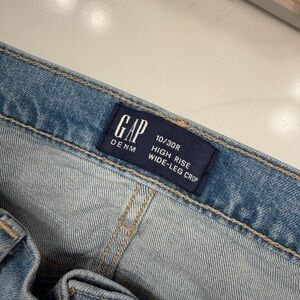 GAP
DENIM
10/30R
HIGH RISE
WIDE-LEG CROP